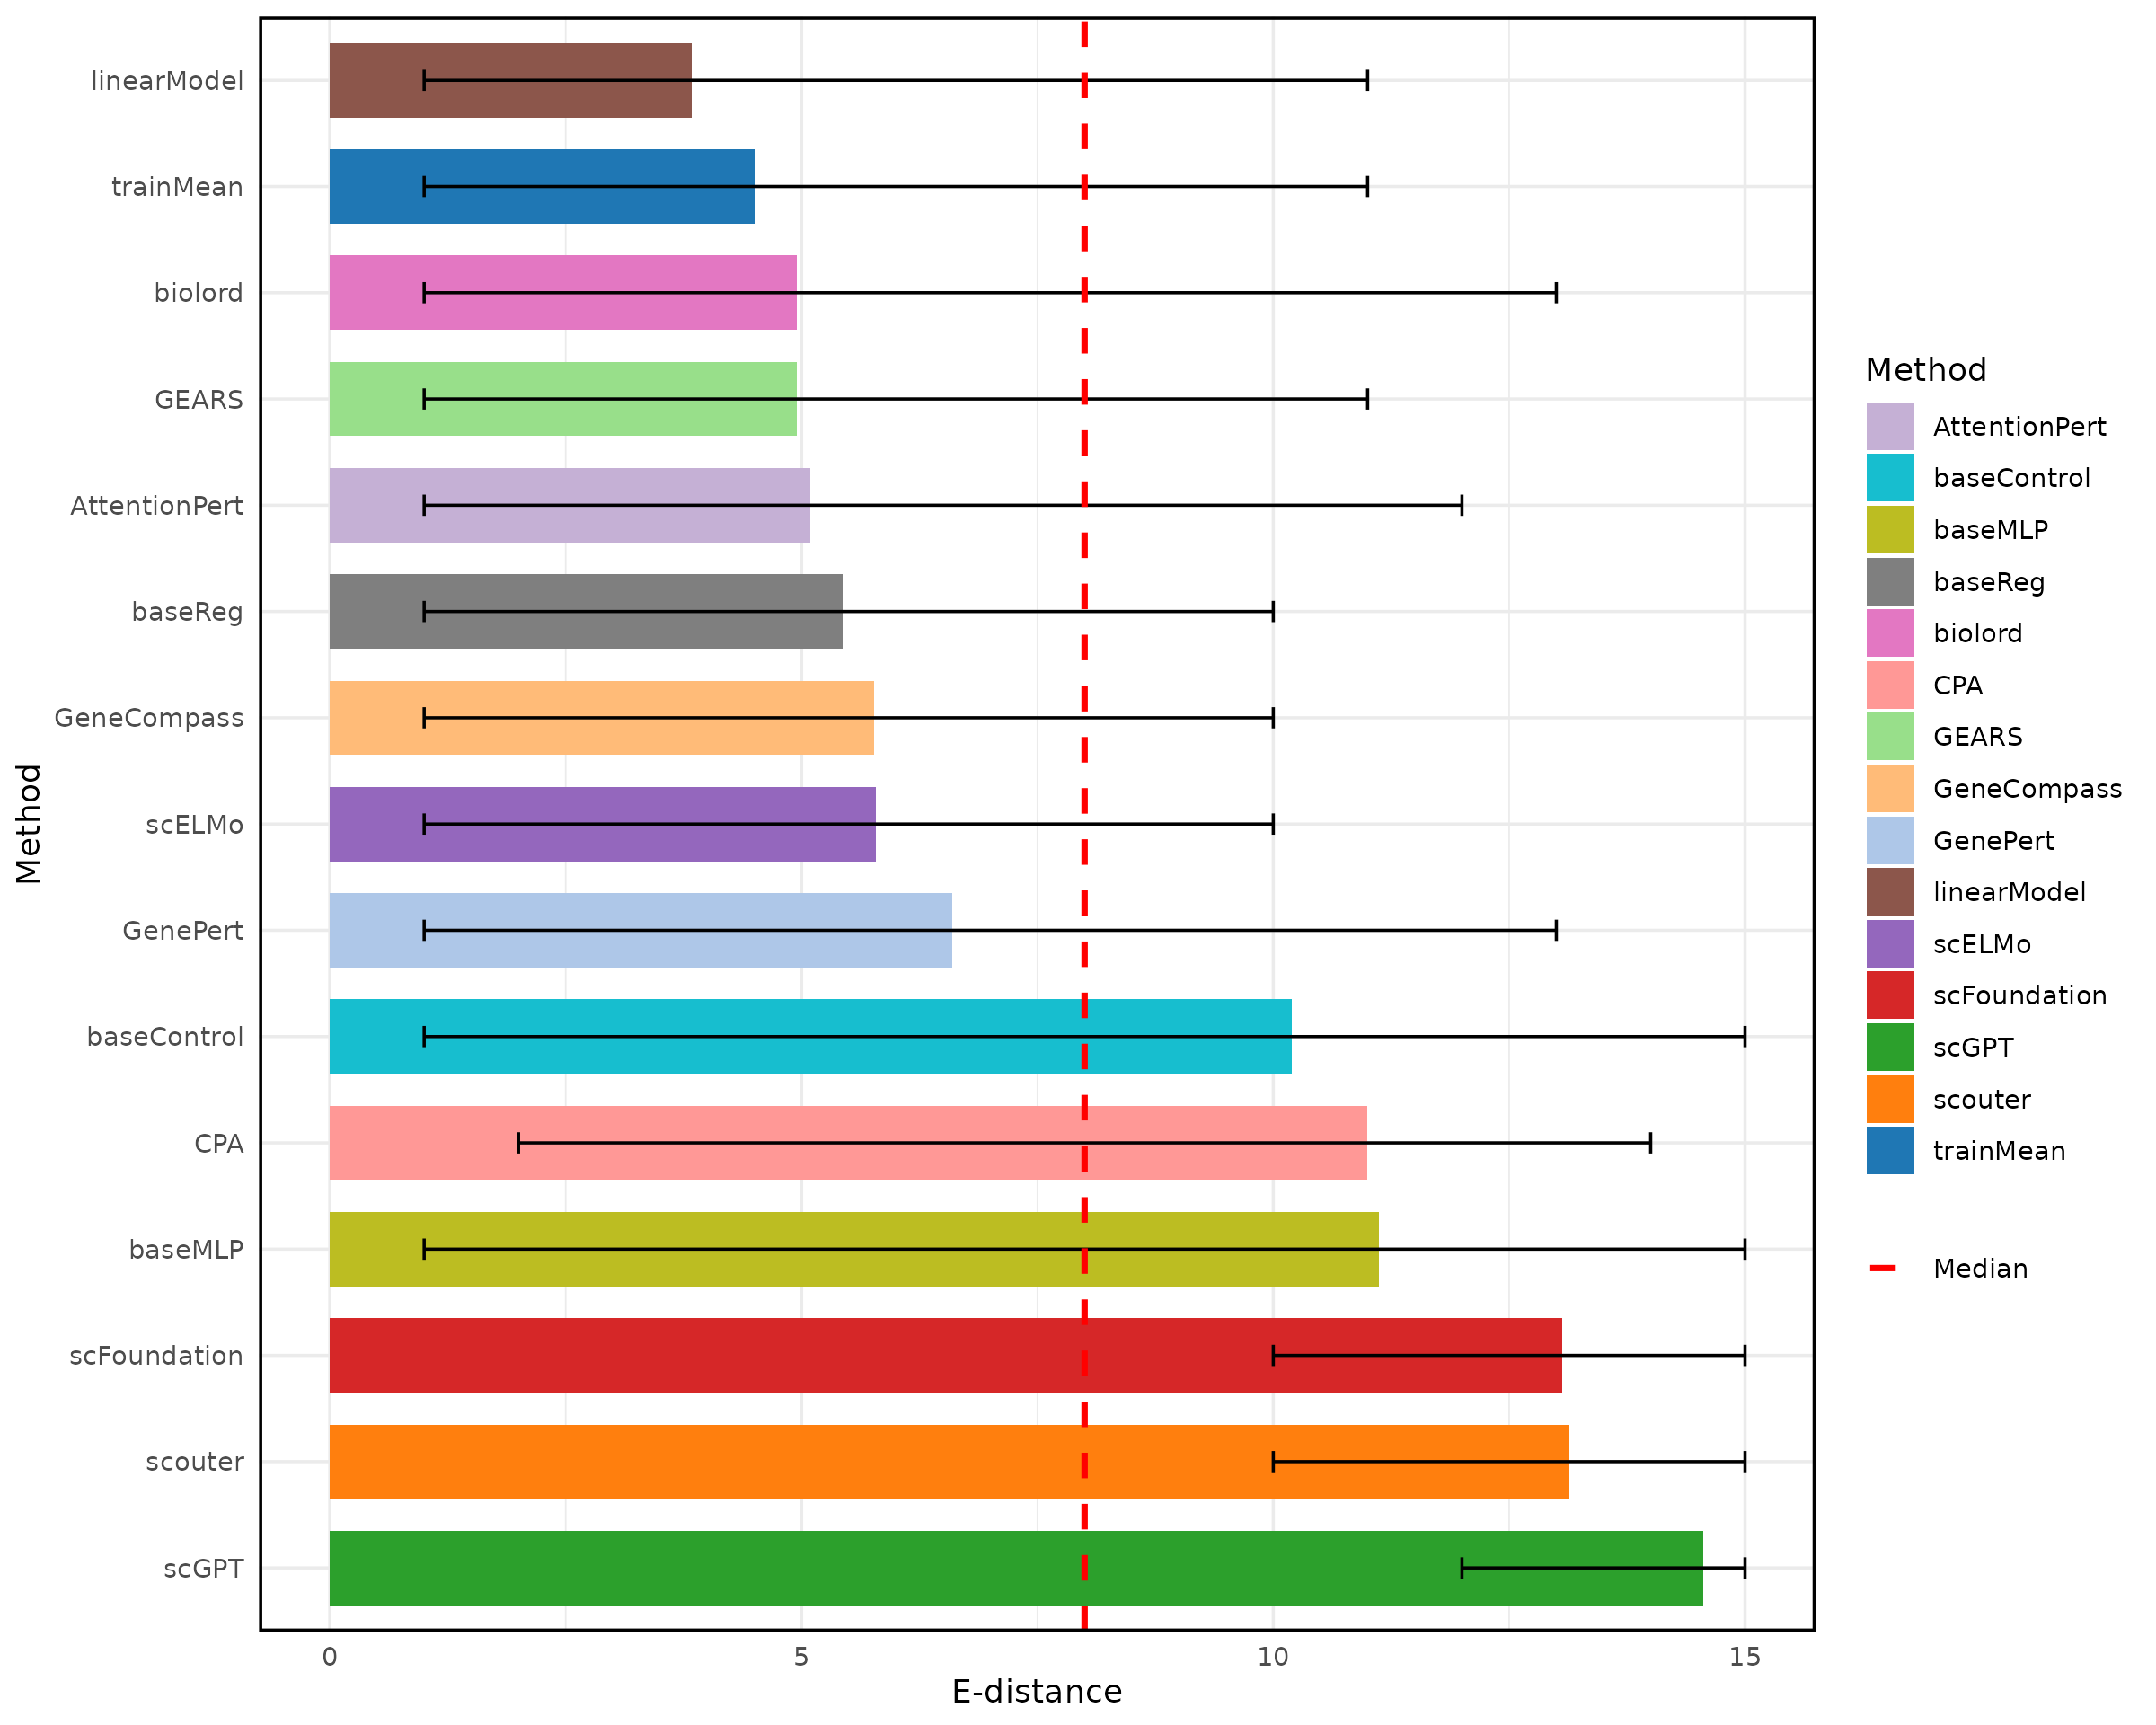 linearModel
trainMean
biolord
GEARS
AttentionPert
baseReg
GeneCompass
scELMo
GenePert
baseControl
CPA
baseMLP
scFoundation
scouter
scGPT
Method
0 5 10 15
E-distance
Method
AttentionPert
baseControl
baseMLP
baseReg
biolord
CPA
GEARS
GeneCompass
GenePert
linearModel
scELMo
scFoundation
scGPT
scouter
trainMean
Median